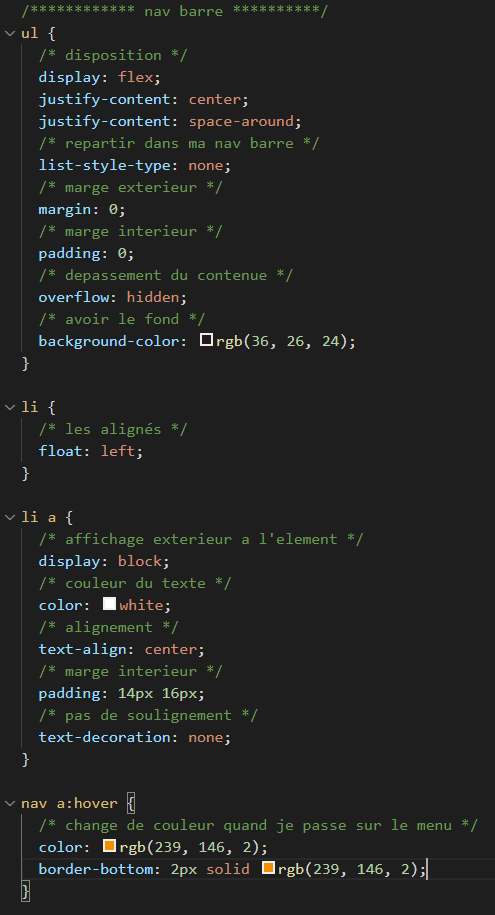 /************ nav barre **********/
ul {
/* disposition */
display: flex;
justify-content: center;
justify-content: space-around;
/* repartir dans ma nav barre */
list-style-type: none;
/* marge exterieur */
margin: 0;
/* marge interieur */
padding: 0;
/* depassement du contenue */
overflow: hidden;
/* avoir le fond */
background-color: rgb(36, 26, 24);
}
li {
/* les alignés */
float: left;
}
li a {
/* affichage exterieur a l'element */
display: block;
/* couleur du texte */
color: white;
/* alignement */
text-align: center;
/* marge interieur */
padding: 14px 16px;
/* pas de soulignement */
text-decoration: none;
}
nav a:hover {
/* change de couleur quand je passe sur le menu */
color: rgb(239, 146, 2);
border-bottom: 2px solid rgb(239, 146, 2);
}